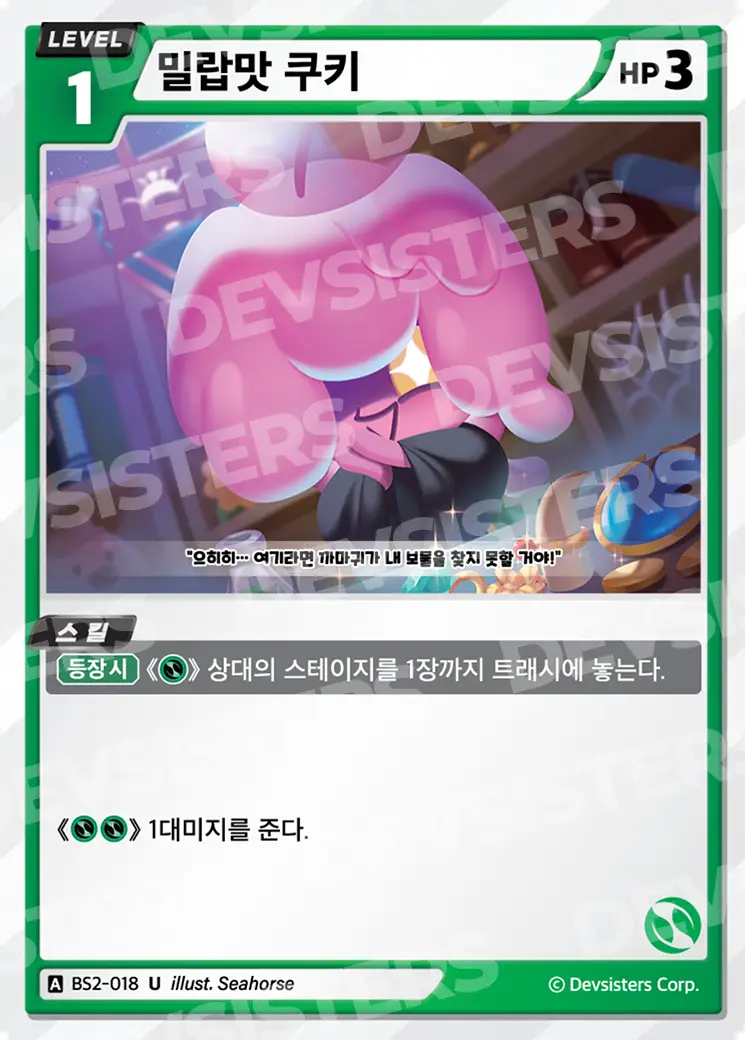 LEVEL
1
밀랍맛 쿠키
HP 3
"으히히… 여기라면 까마귀가 내 보물을 찾지 못할 거야!"
스킬
등장 시 《》 상대의 스테이지를 1장까지 트래시에 놓는다.
《》 1대미지를 준다.
A BS2-018 U illust. Seahorse
© Devsisters Corp.
DEVSISTERS